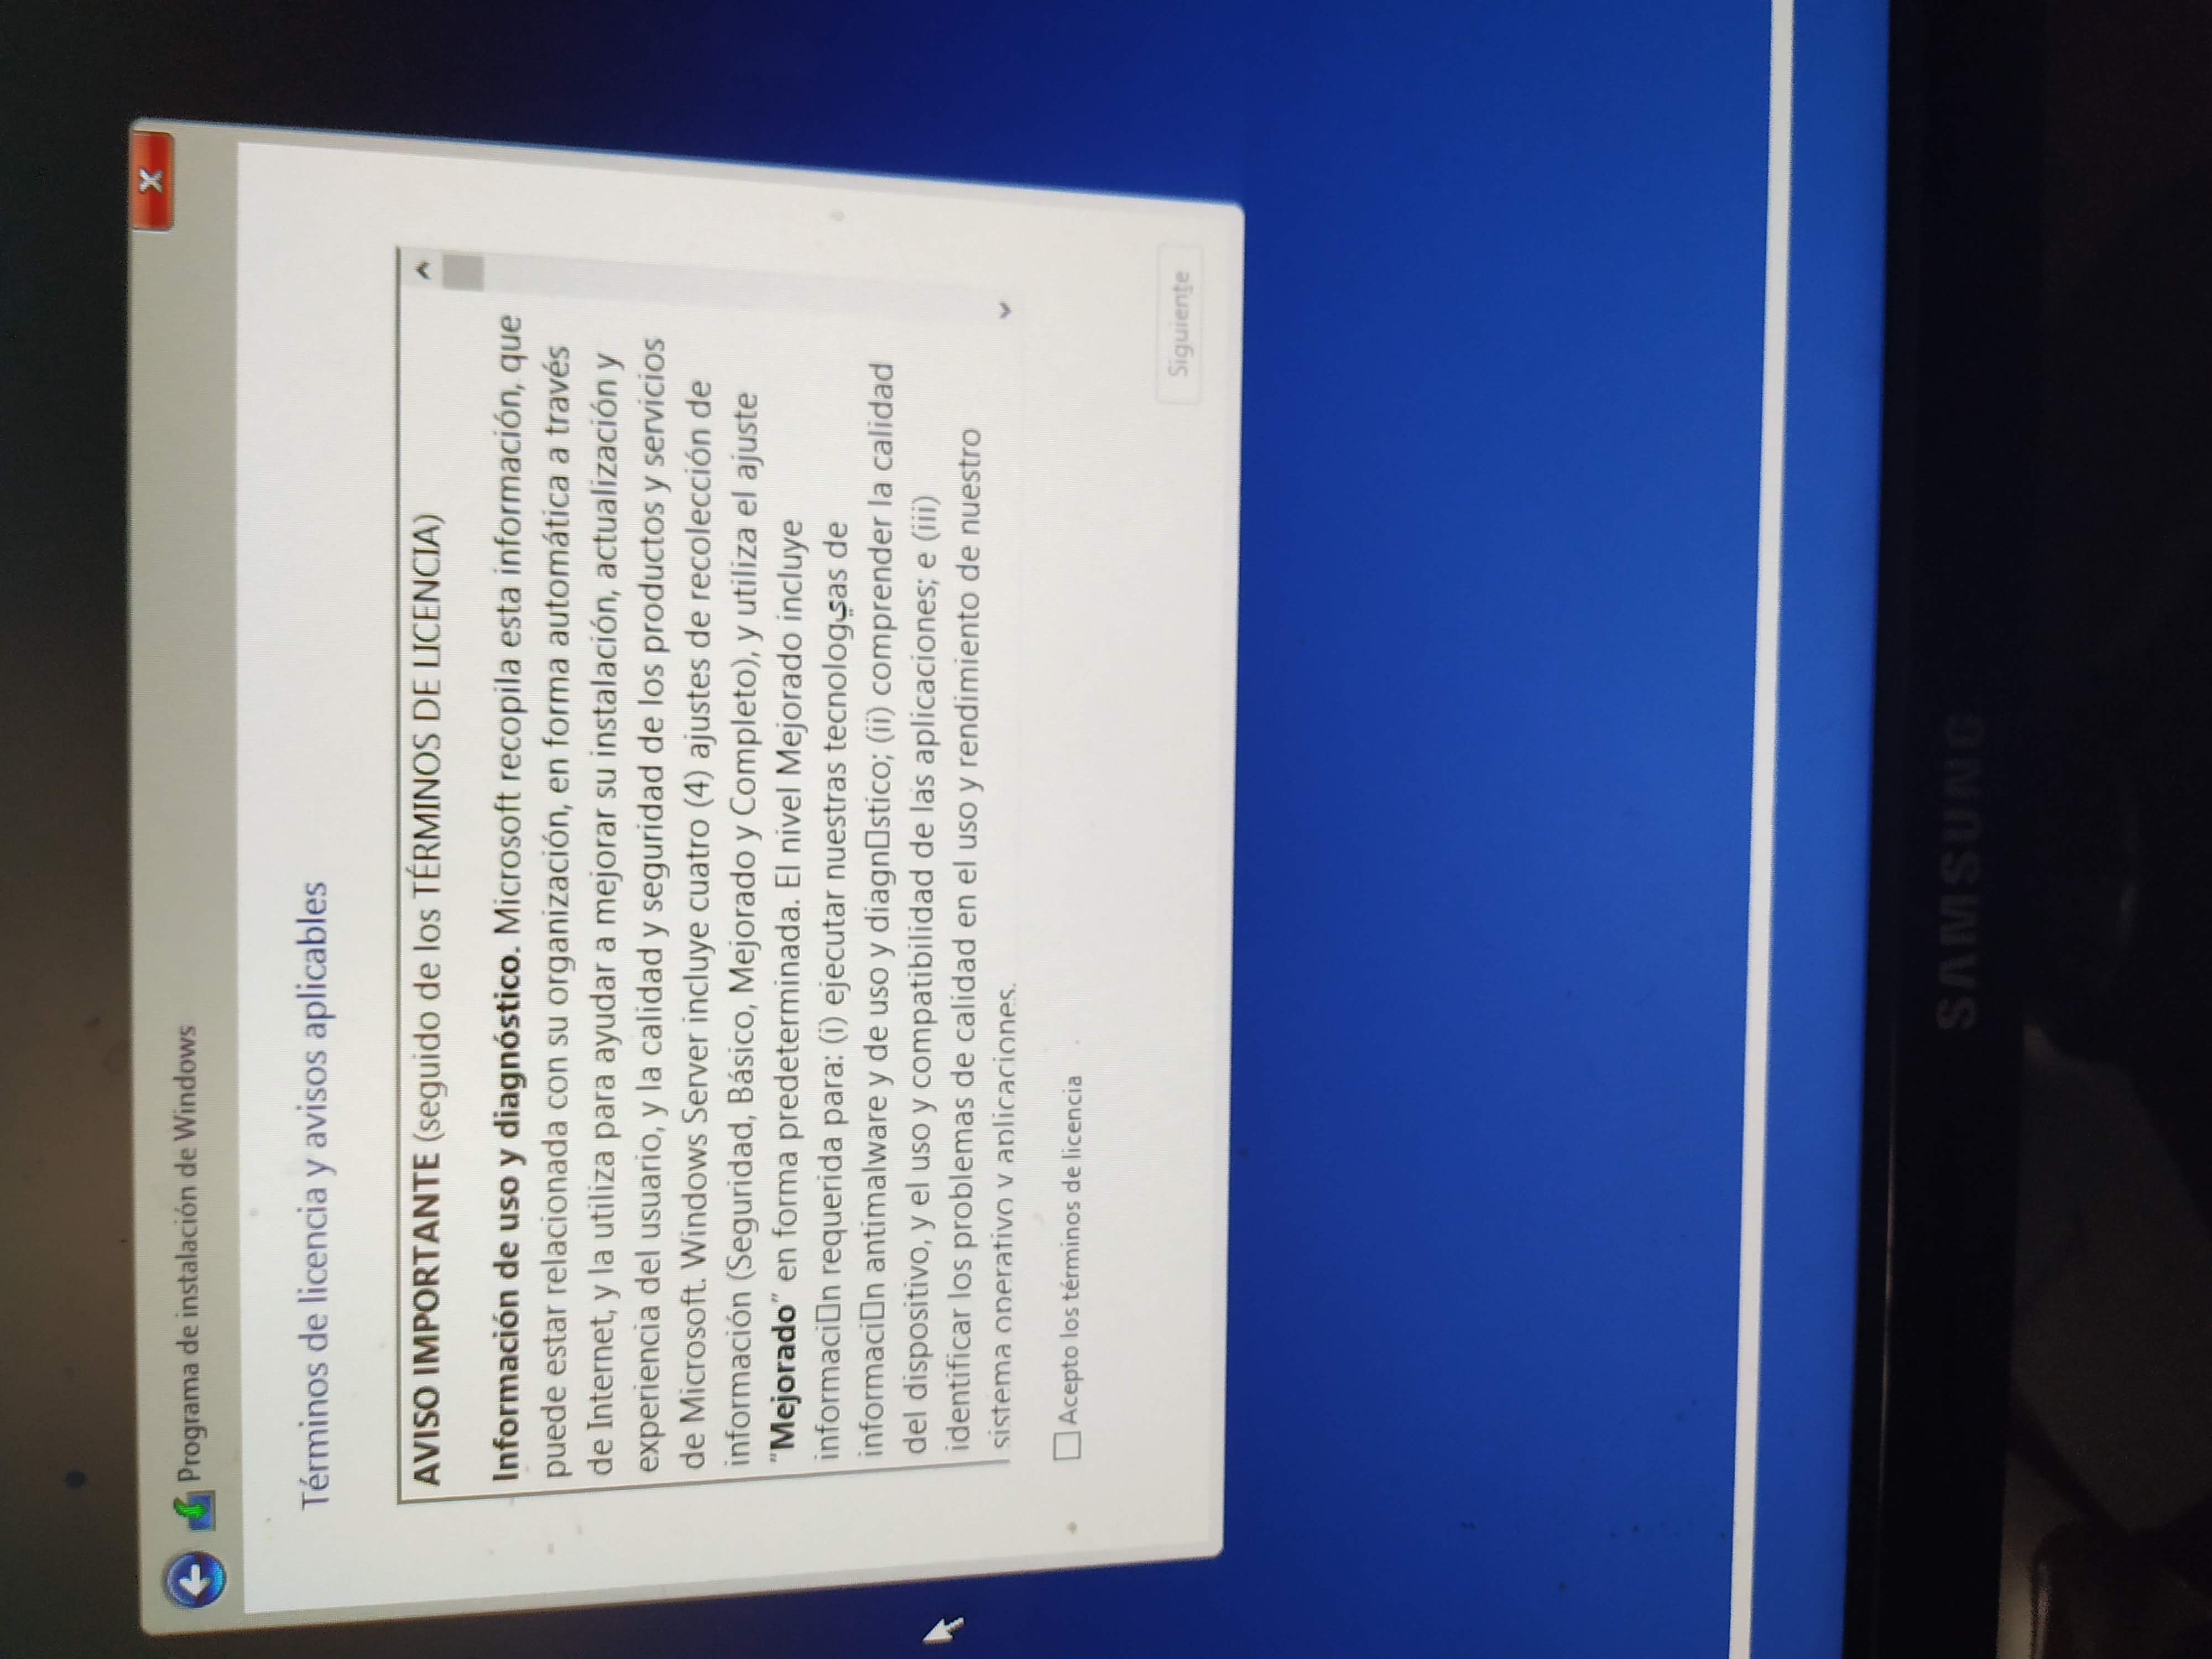 Programa de instalación de Windows
X
Términos de licencia y avisos aplicables
AVISO IMPORTANTE (seguido de los TÉRMINOS DE LICENCIA)
Información de uso y diagnóstico. Microsoft recopila esta información, que
puede estar relacionada con su organización, en forma automática a través
de Internet, y la utiliza para ayudar a mejorar su instalación, actualización y
experiencia del usuario, y la calidad y seguridad de los productos y servicios
de Microsoft. Windows Server incluye cuatro (4) ajustes de recolección de
información (Seguridad, Básico, Mejorado y Completo), y utiliza el ajuste
"Mejorado" en forma predeterminada. El nivel Mejorado incluye
informaci▯n requerida para: (i) ejecutar nuestras tecnologيsas de
informaci▯n antimalware y de uso y diagn▯stico; (ii) comprender la calidad
del dispositivo, y el uso y compatibilidad de las aplicaciones; e (iii)
identificar los problemas de calidad en el uso y rendimiento de nuestro
sistema operativo y aplicaciones.
Acepto los términos de licencia
Siguiente
SAMSUNG